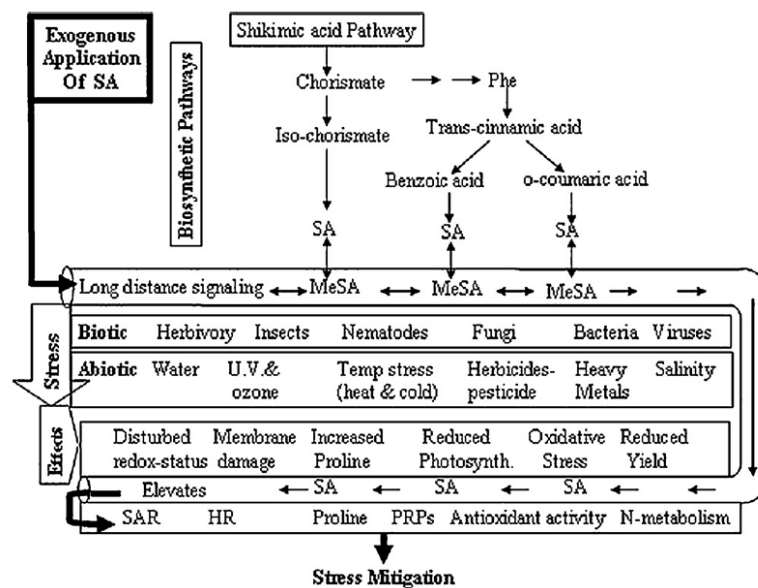 Exogenous
Application
Of SA
Biosynthetic Pathways
Shikimic acid Pathway
Chorismate
Phe
Iso-chorismate
Trans-cinnamic acid
Benzoic acid
o-coumaric acid
SA
SA
SA
Long distance signaling
MeSA
MeSA
MeSA
Stress
Biotic Herbivory Insects Nematodes Fungi Bacteria Viruses
Abiotic Water U.V.& Temp stress Herbicides- Heavy Salinity
ozone (heat & cold) pesticide Metals
Effects
Disturbed Membrane Increased Reduced Oxidative Reduced
redox-status damage Proline Photosynth. Stress Yield
Elevates SA SA SA
SAR HR Proline PRPs Antioxidant activity N-metabolism
Stress Mitigation